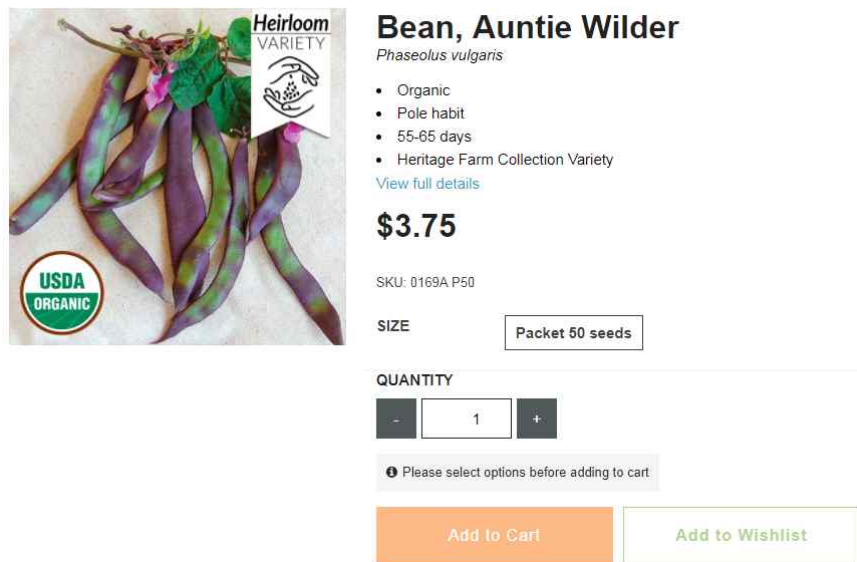 Heirloom
VARIETY
USDA
ORGANIC
Bean, Auntie Wilder
Phaseolus vulgaris
Organic
Pole habit
55-65 days
Heritage Farm Collection Variety
View full details
$3.75
SKU: 0169A P50
SIZE
Packet 50 seeds
QUANTITY
- 1 +
Please select options before adding to cart
Add to Cart
Add to Wishlist